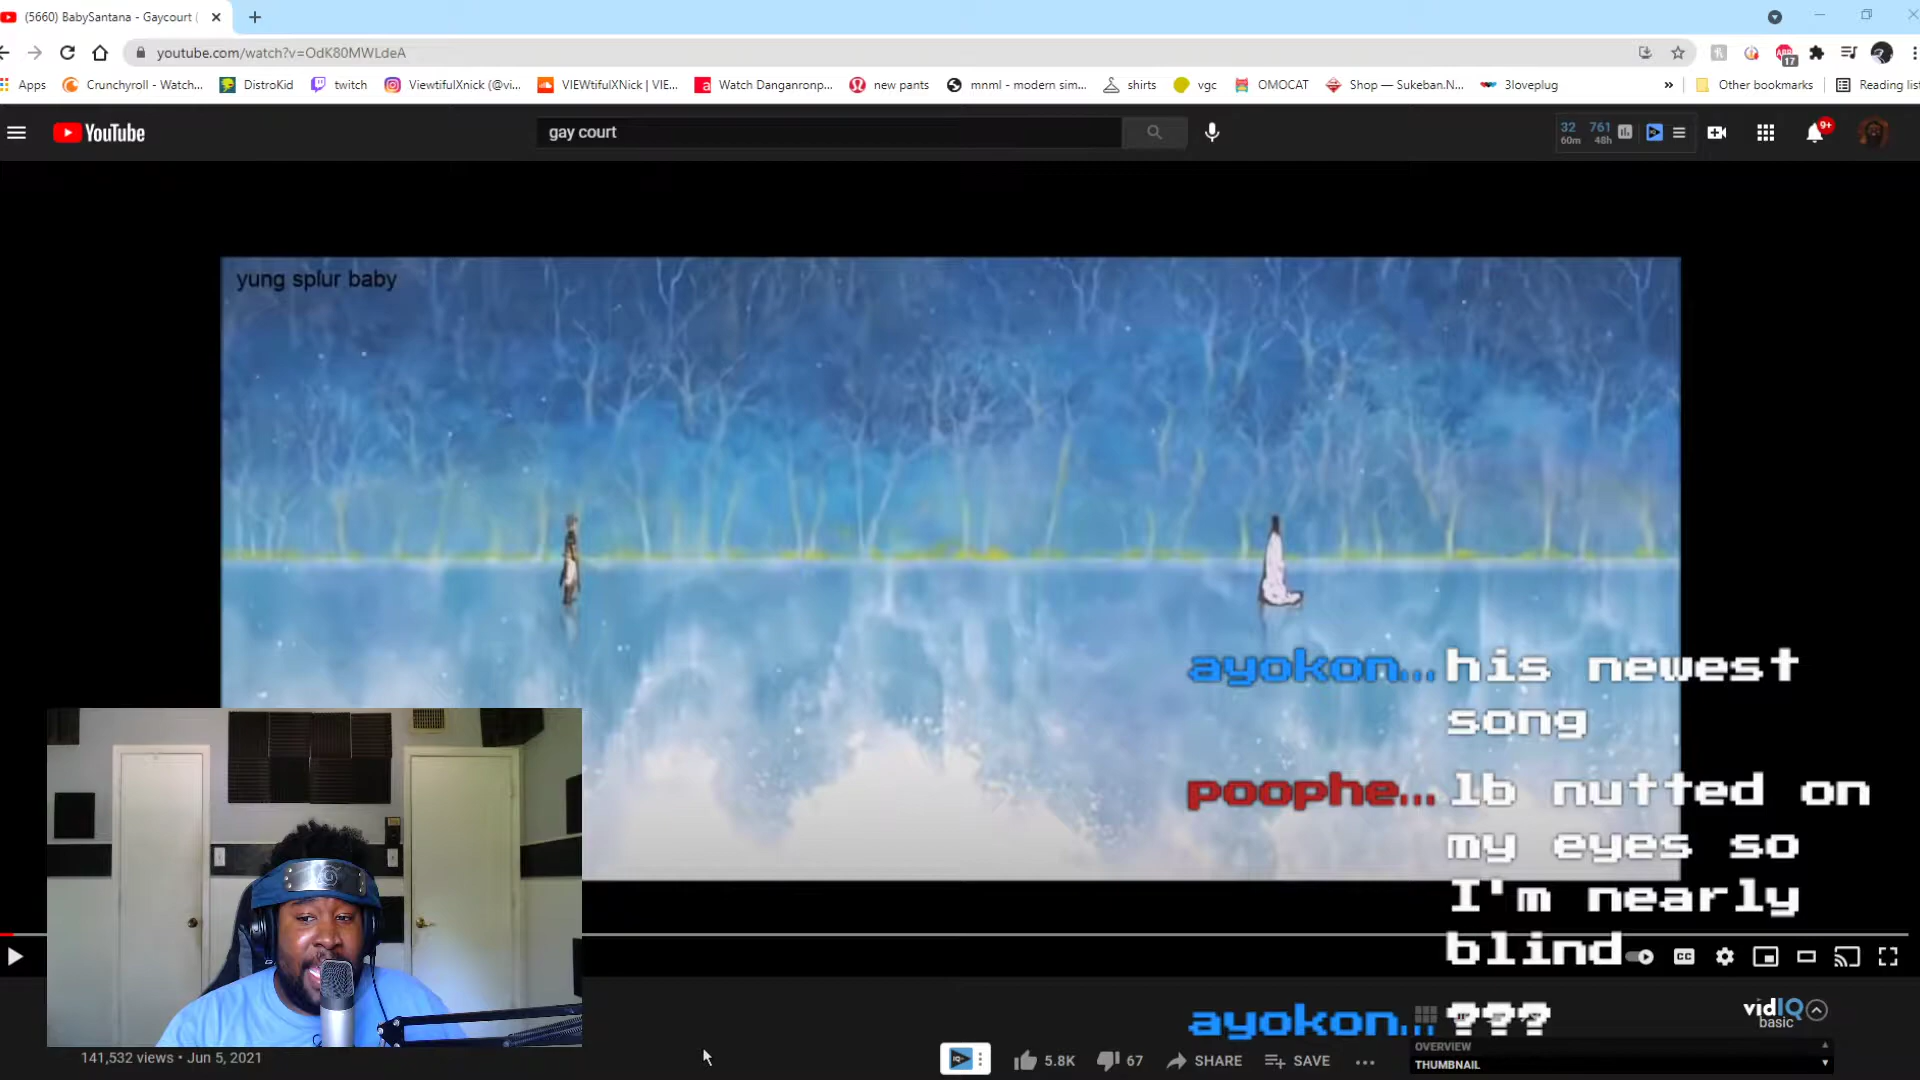 (5660) BabySantana - Gaycourt (
youtube.com/watch?v=OdK80MWLdeA
17
Apps Crunchyroll - Watch... DistroKid twitch ViewtifulXnick (@vi... VIEWtifulXNick | VIE... Watch Danganronp... new pants mnml - modern sim... shirts vgc OMOCAT Shop — Sukeban.N... 3loveplug » Other bookmarks Reading list
YouTube
gay court
32 761
60m 48h
9+
yung splur baby
ayokon... his newest
song
poophe... lb nutted on
my eyes so
I'm nearly
blind
CC
ayokon... ???
vidIQ
basic
141,532 views • Jun 5, 2021
5.8K 67 SHARE SAVE
OVERVIEW
THUMBNAIL